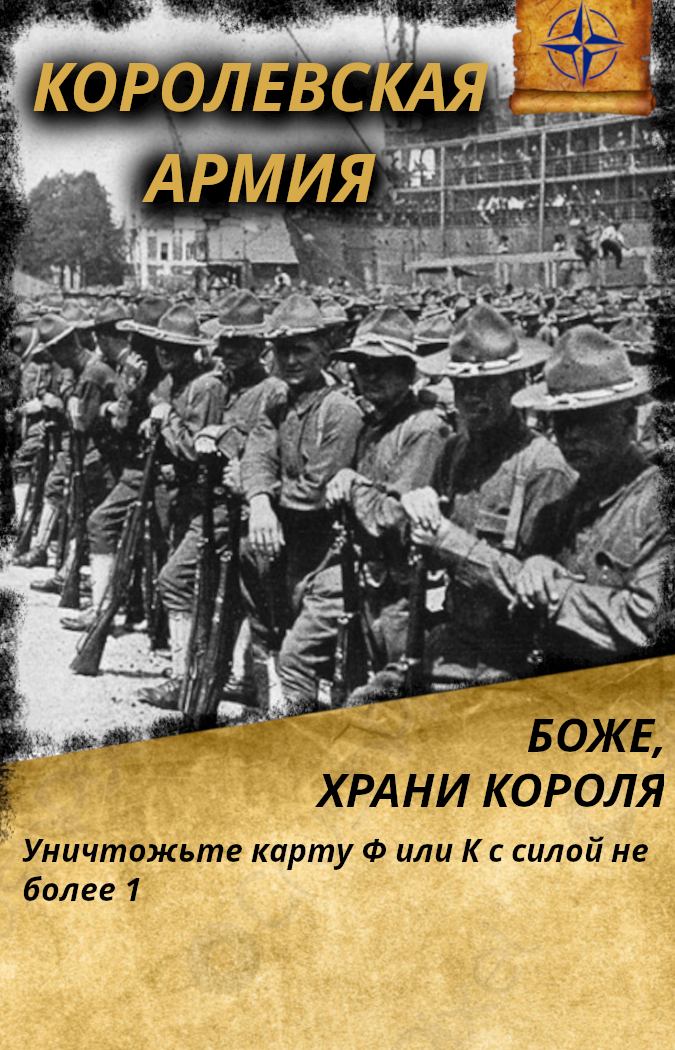 КОРОЛЕВСКАЯ
АРМИЯ
БОЖЕ,
ХРАНИ КОРОЛЯ
Уничтожьте карту Ф или К с силой не
более 1